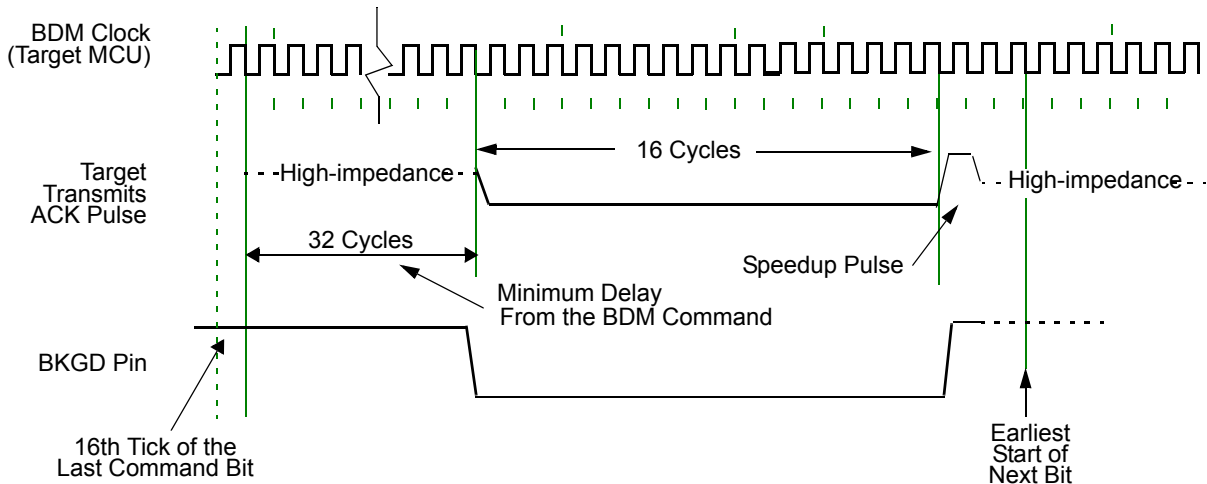 BDM Clock
(Target MCU)
16 Cycles
Target
Transmits
ACK Pulse
High-impedance
High-impedance
32 Cycles
Speedup Pulse
Minimum Delay
From the BDM Command
BKGD Pin
16th Tick of the
Last Command Bit
Earliest
Start of
Next Bit